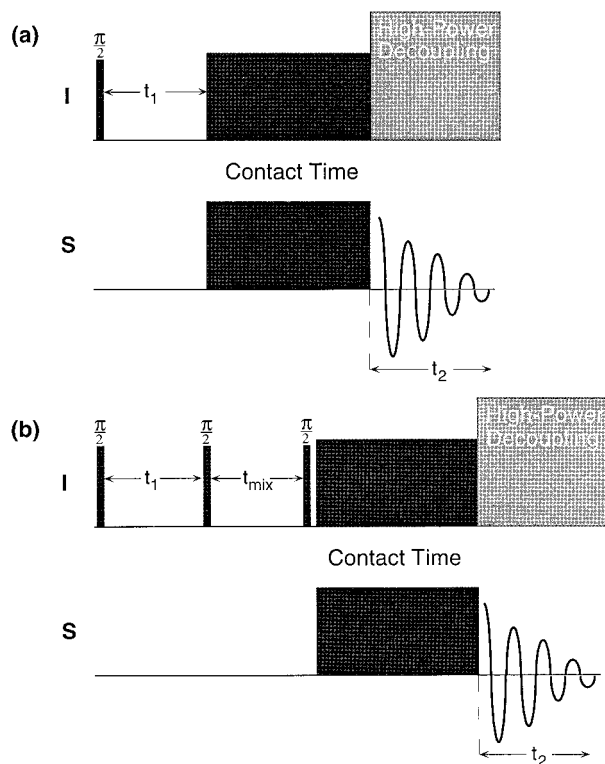 (a)
π
2
High-Power
Decoupling
t1
I
Contact Time
S
t2
(b)
π
2
π
2
π
2
High-Power
Decoupling
t1
tmix
I
Contact Time
S
t2